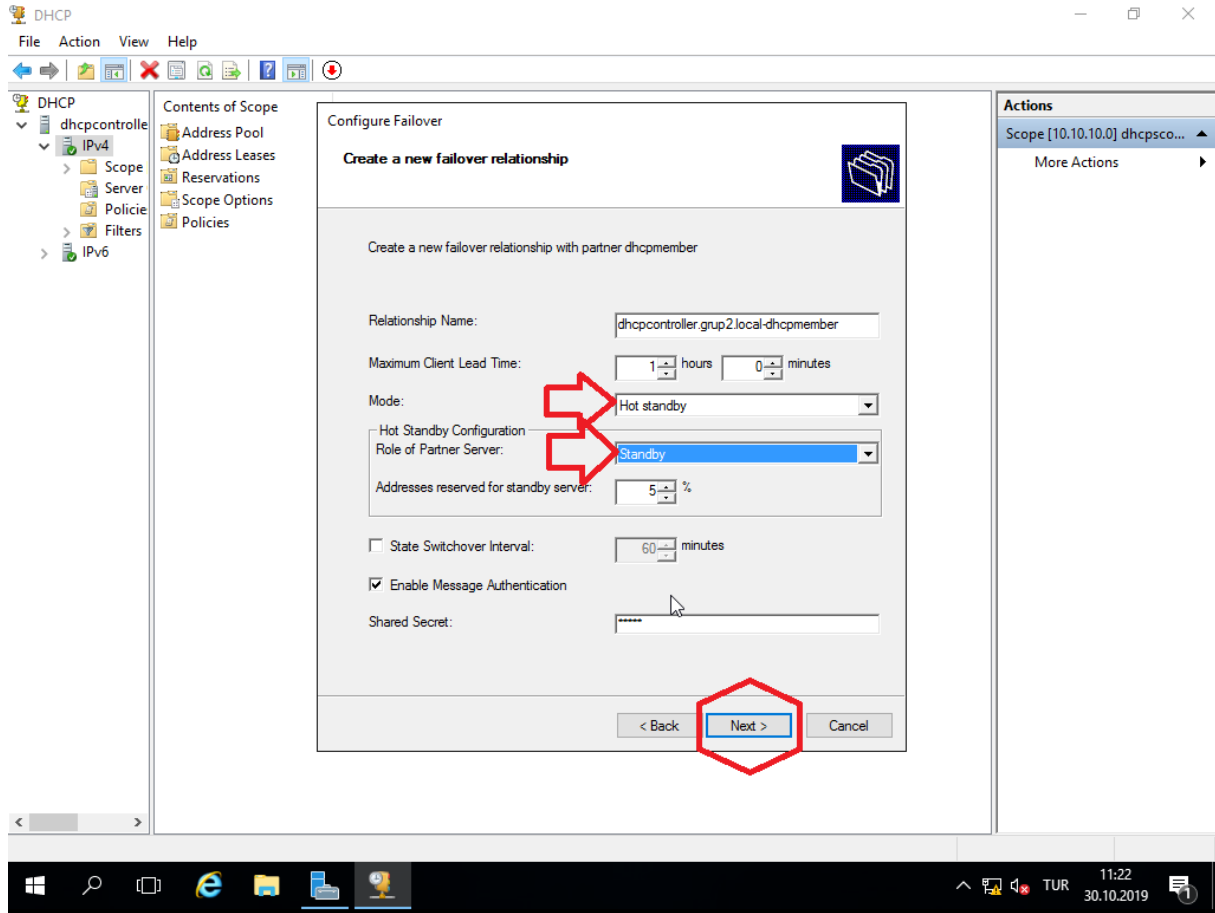 DHCP
File Action View Help
DHCP
dhcpcontrolle
IPv4
Scope
Server
Policie
Filters
IPv6
Contents of Scope
Address Pool
Address Leases
Reservations
Scope Options
Policies
Configure Failover
Create a new failover relationship
Create a new failover relationship with partner dhcpmember
Relationship Name: dhcpcontroller.grup2.local-dhcpmember
Maximum Client Lead Time: 1 hours 0 minutes
Mode: Hot standby
Hot Standby Configuration
Role of Partner Server: Standby
Addresses reserved for standby server: 5 %
State Switchover Interval: 60 minutes
Enable Message Authentication
Shared Secret: *****
< Back Next > Cancel
Actions
Scope [10.10.10.0] dhcpsco...
More Actions
TUR
11:22
30.10.2019
1